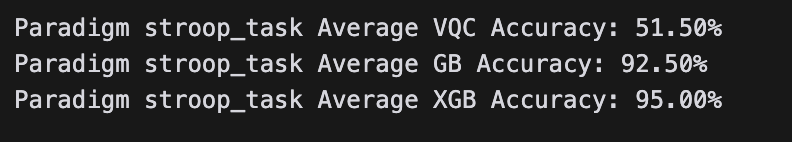 Paradigm stroop_task Average VQC Accuracy: 51.50%
Paradigm stroop_task Average GB Accuracy: 92.50%
Paradigm stroop_task Average XGB Accuracy: 95.00%